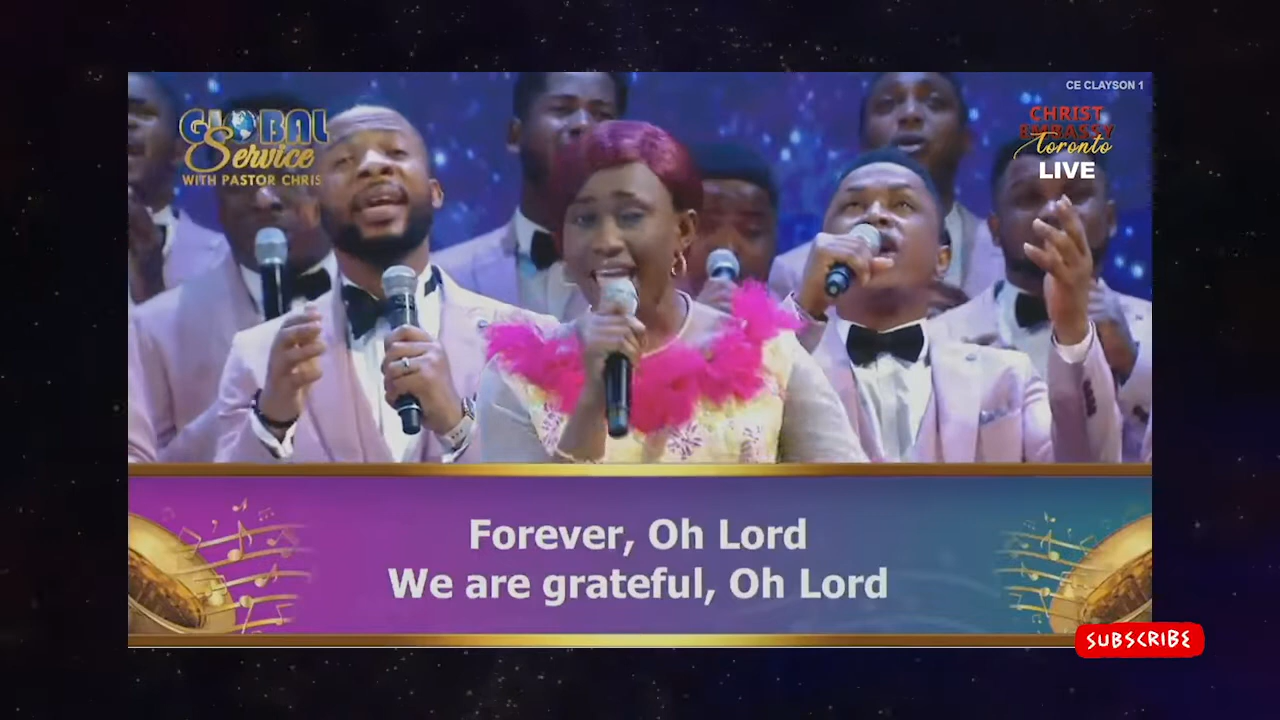 CE CLAYSON 1
GLOBAL
Service
WITH PASTOR CHRIS
CHRIST
EMBASSY
Toronto
LIVE
Forever, Oh Lord
We are grateful, Oh Lord
SUBSCRIBE